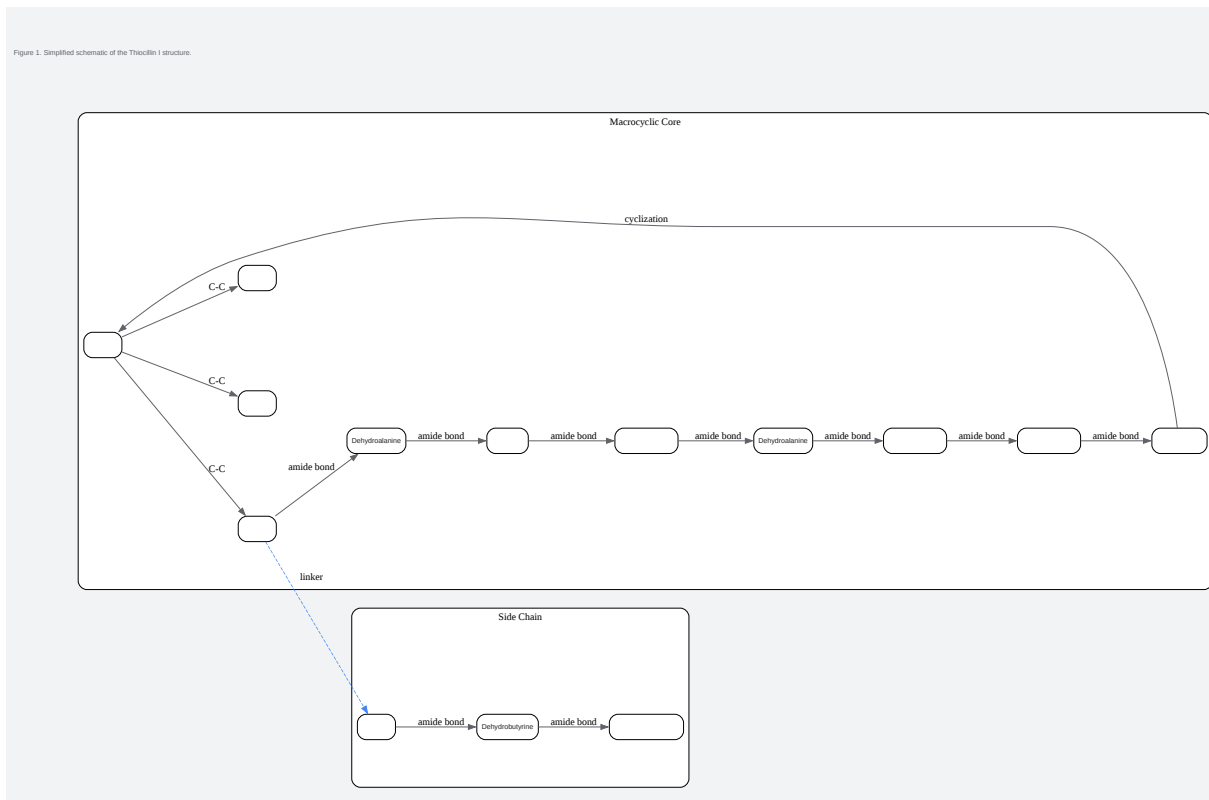 Figure 1. Simplified schematic of the Thiocillin I structure.
Macrocyclic Core
cyclization
C-C
C-C
Dehydroalanine
amide bond
amide bond
amide bond
Dehydroalanine
amide bond
amide bond
amide bond
C-C
amide bond
linker
Side Chain
amide bond
Dehydrobutyrine
amide bond